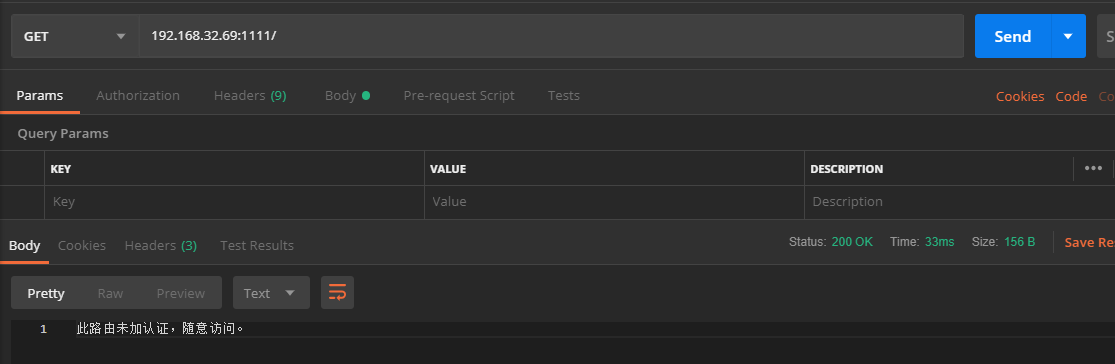 GET 192.168.32.69:1111/ Send S
Params Authorization Headers (9) Body Pre-request Script Tests Cookies Code Co
Query Params
KEY VALUE DESCRIPTION •••
Key Value Description
Body Cookies Headers (3) Test Results Status: 200 OK Time: 33ms Size: 156 B Save Re
Pretty Raw Preview Text
1 此路由未加认证，随意访问。